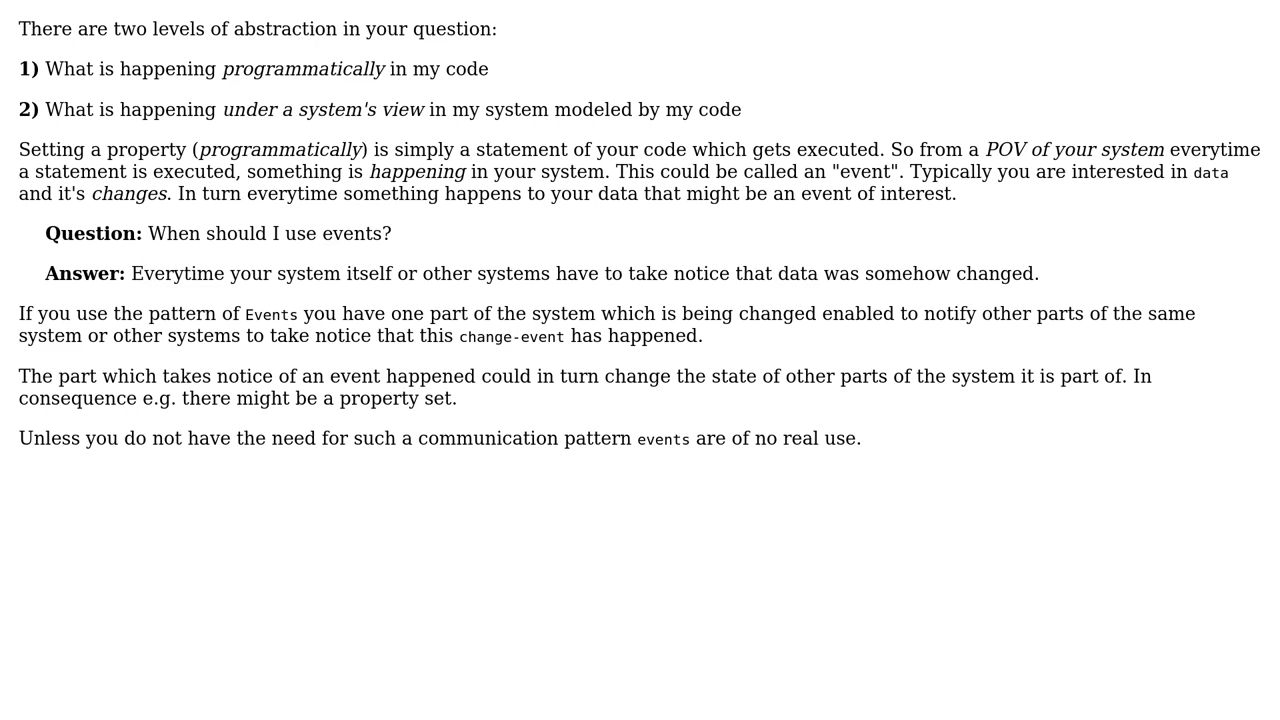 There are two levels of abstraction in your question:
1) What is happening programmatically in my code
2) What is happening under a system's view in my system modeled by my code
Setting a property (programmatically) is simply a statement of your code which gets executed. So from a POV of your system everytime
a statement is executed, something is happening in your system. This could be called an "event". Typically you are interested in data
and it's changes. In turn everytime something happens to your data that might be an event of interest.
Question: When should I use events?
Answer: Everytime your system itself or other systems have to take notice that data was somehow changed.
If you use the pattern of Events you have one part of the system which is being changed enabled to notify other parts of the same
system or other systems to take notice that this change-event has happened.
The part which takes notice of an event happened could in turn change the state of other parts of the system it is part of. In
consequence e.g. there might be a property set.
Unless you do not have the need for such a communication pattern events are of no real use.